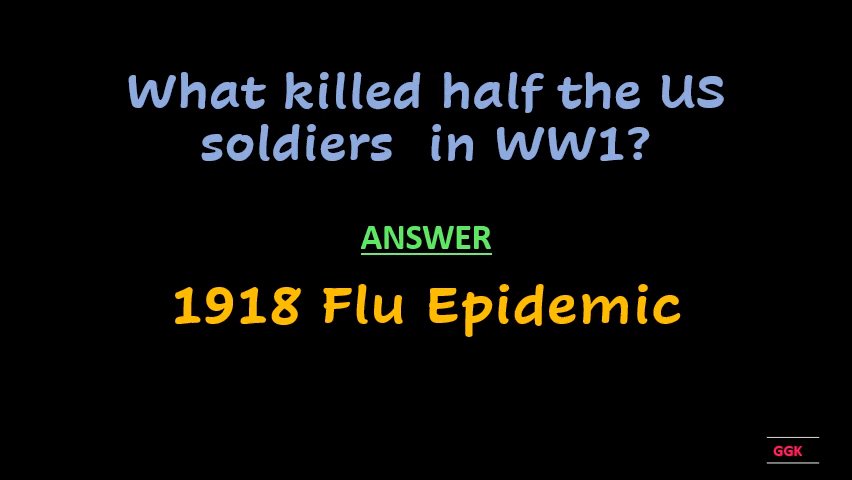 What killed half the US
soldiers in WW1?
ANSWER
1918 Flu Epidemic
GGK